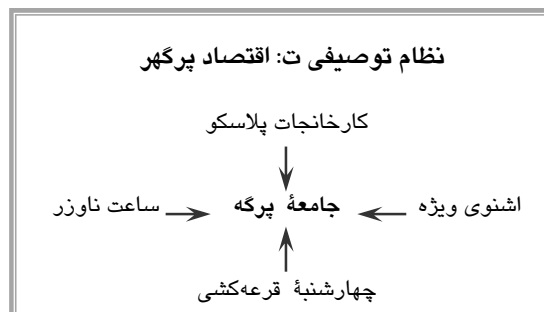 نظام توصیفی ت: اقتصاد پرگهر
کارخانجات پلاسکو
اشنوی ویژه
جامعهٔ پرگه
ساعت ناوزر
چهارشنبهٔ قرعه‌کشی